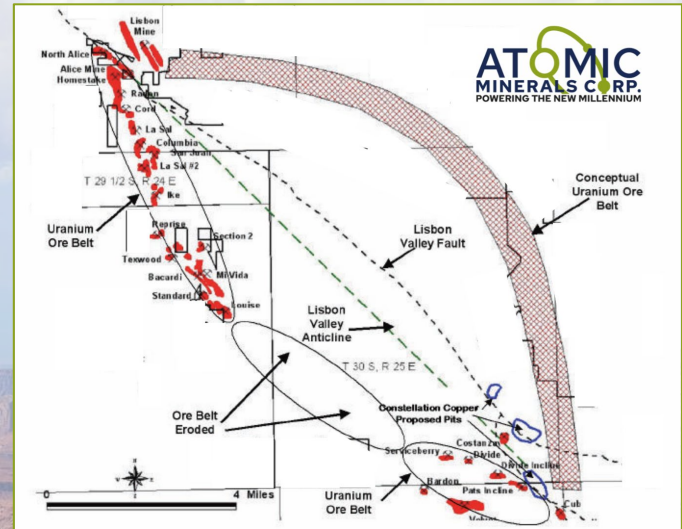 ATOMIC
MINERALS CORP.
POWERING THE NEW MILLENNIUM
Lisbon
Mine
North Alice
Alice Mine
Homestake
Radon
Cord
La Sal
Columbia
San Juan
La Sal #2
T 29 1/2 S, R 24 E
Ike
Uranium
Ore Belt
Reprise
Section 2
Texwood
Bacardi
Mi Vida
Standard
Louise
Conceptual
Uranium Ore
Belt
Lisbon
Valley Fault
Lisbon
Valley
Anticline
T 30 S, R 25 E
Ore Belt
Eroded
Constellation Copper
Proposed Pits
Costanza
Serviceberry
Divide
Divide Incline
Bardon
Pats Incline
Cub
Uranium
Ore Belt
N
0
4 Miles